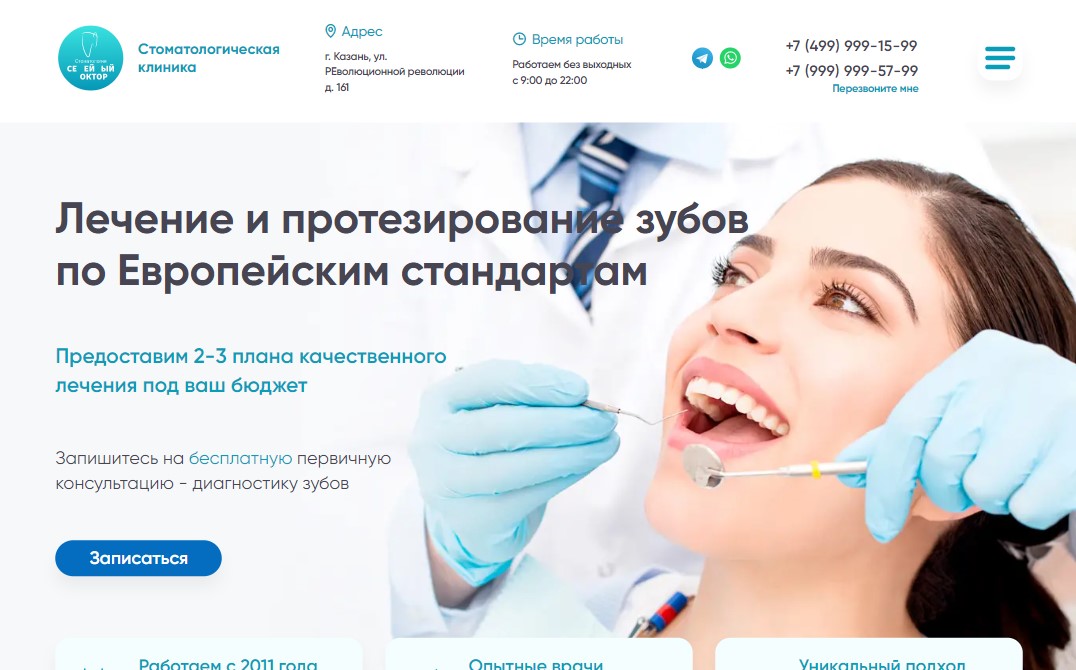 Стоматология
СЕ ЕЙ ЫЙ
ОКТОР
Стоматологическая
клиника
Адрес
г. Казань, ул.
РЕволюционной революции
д. 161
Время работы
Работаем без выходных
с 9:00 до 22:00
+7 (499) 999-15-99
+7 (999) 999-57-99
Перезвоните мне
Лечение и протезирование зубов
по Европейским стандартам
Предоставим 2-3 плана качественного
лечения под ваш бюджет
Запишитесь на бесплатную первичную
консультацию - диагностику зубов
Записаться
Работаем с 2011 года
Опытные врачи
Уникальный подход